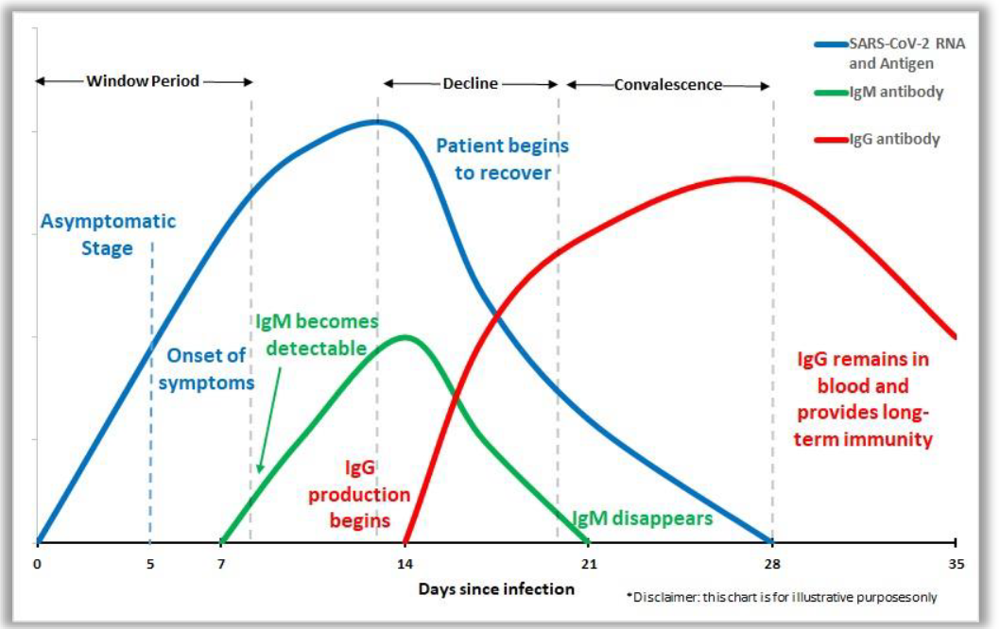 SARS-CoV-2 RNA
and Antigen
IgM antibody
IgG antibody
Window Period
Decline
Convalescence
Patient begins
to recover
Asymptomatic
Stage
IgM becomes
detectable
Onset of
symptoms
IgG remains in
blood and
provides long-
term immunity
IgG
production
begins
IgM disappears
0
5
7
14
21
28
35
Days since infection
*Disclaimer: this chart is for illustrative purposes only